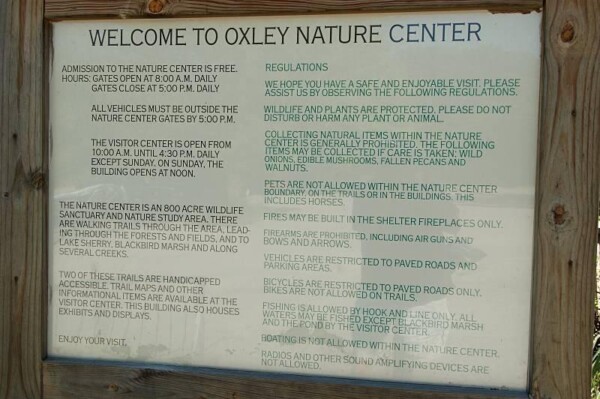 WELCOME TO OXLEY NATURE CENTER
ADMISSION TO THE NATURE CENTER IS FREE.
HOURS: GATES OPEN AT 8:00 A.M. DAILY
GATES CLOSE AT 5:00 P.M. DAILY
ALL VEHICLES MUST BE OUTSIDE THE
NATURE CENTER GATES BY 5:00 P.M.
THE VISITOR CENTER IS OPEN FROM
10:00 A.M. UNTIL 4:30 P.M. DAILY
EXCEPT SUNDAY. ON SUNDAY, THE
BUILDING OPENS AT NOON.
THE NATURE CENTER IS AN 800 ACRE WILDLIFE
SANCTUARY AND NATURE STUDY AREA. THERE
ARE WALKING TRAILS THROUGH THE AREA, LEAD-
ING THROUGH THE FORESTS AND FIELDS, AND TO
LAKE SHERRY, BLACKBIRD MARSH AND ALONG
SEVERAL CREEKS.
TWO OF THESE TRAILS ARE HANDICAPPED
ACCESSIBLE. TRAIL MAPS AND OTHER
INFORMATIONAL ITEMS ARE AVAILABLE AT THE
VISITOR CENTER. THIS BUILDING ALSO HOUSES
EXHIBITS AND DISPLAYS.
ENJOY YOUR VISIT.
REGULATIONS
WE HOPE YOU HAVE A SAFE AND ENJOYABLE VISIT. PLEASE
ASSIST US BY OBSERVING THE FOLLOWING REGULATIONS.
WILDLIFE AND PLANTS ARE PROTECTED. PLEASE DO NOT
DISTURB OR HARM ANY PLANT OR ANIMAL.
COLLECTING NATURAL ITEMS WITHIN THE NATURE
CENTER IS GENERALLY PROHIBITED. THE FOLLOWING
ITEMS MAY BE COLLECTED IF CARE IS TAKEN: WILD
ONIONS, EDIBLE MUSHROOMS, FALLEN PECANS AND
WALNUTS.
PETS ARE NOT ALLOWED WITHIN THE NATURE CENTER
BOUNDARY, ON THE TRAILS OR IN THE BUILDINGS. THIS
INCLUDES HORSES.
FIRES MAY BE BUILT IN THE SHELTER FIREPLACES ONLY.
FIREARMS ARE PROHIBITED, INCLUDING AIR GUNS AND
BOWS AND ARROWS.
VEHICLES ARE RESTRICTED TO PAVED ROADS AND
PARKING AREAS.
BICYCLES ARE RESTRICTED TO PAVED ROADS ONLY.
BIKES ARE NOT ALLOWED ON TRAILS.
FISHING IS ALLOWED BY HOOK AND LINE ONLY. ALL
WATERS MAY BE FISHED EXCEPT BLACKBIRD MARSH
AND THE POND BY THE VISITOR CENTER.
BOATING IS NOT ALLOWED WITHIN THE NATURE CENTER.
RADIOS AND OTHER SOUND AMPLIFYING DEVICES ARE
NOT ALLOWED.